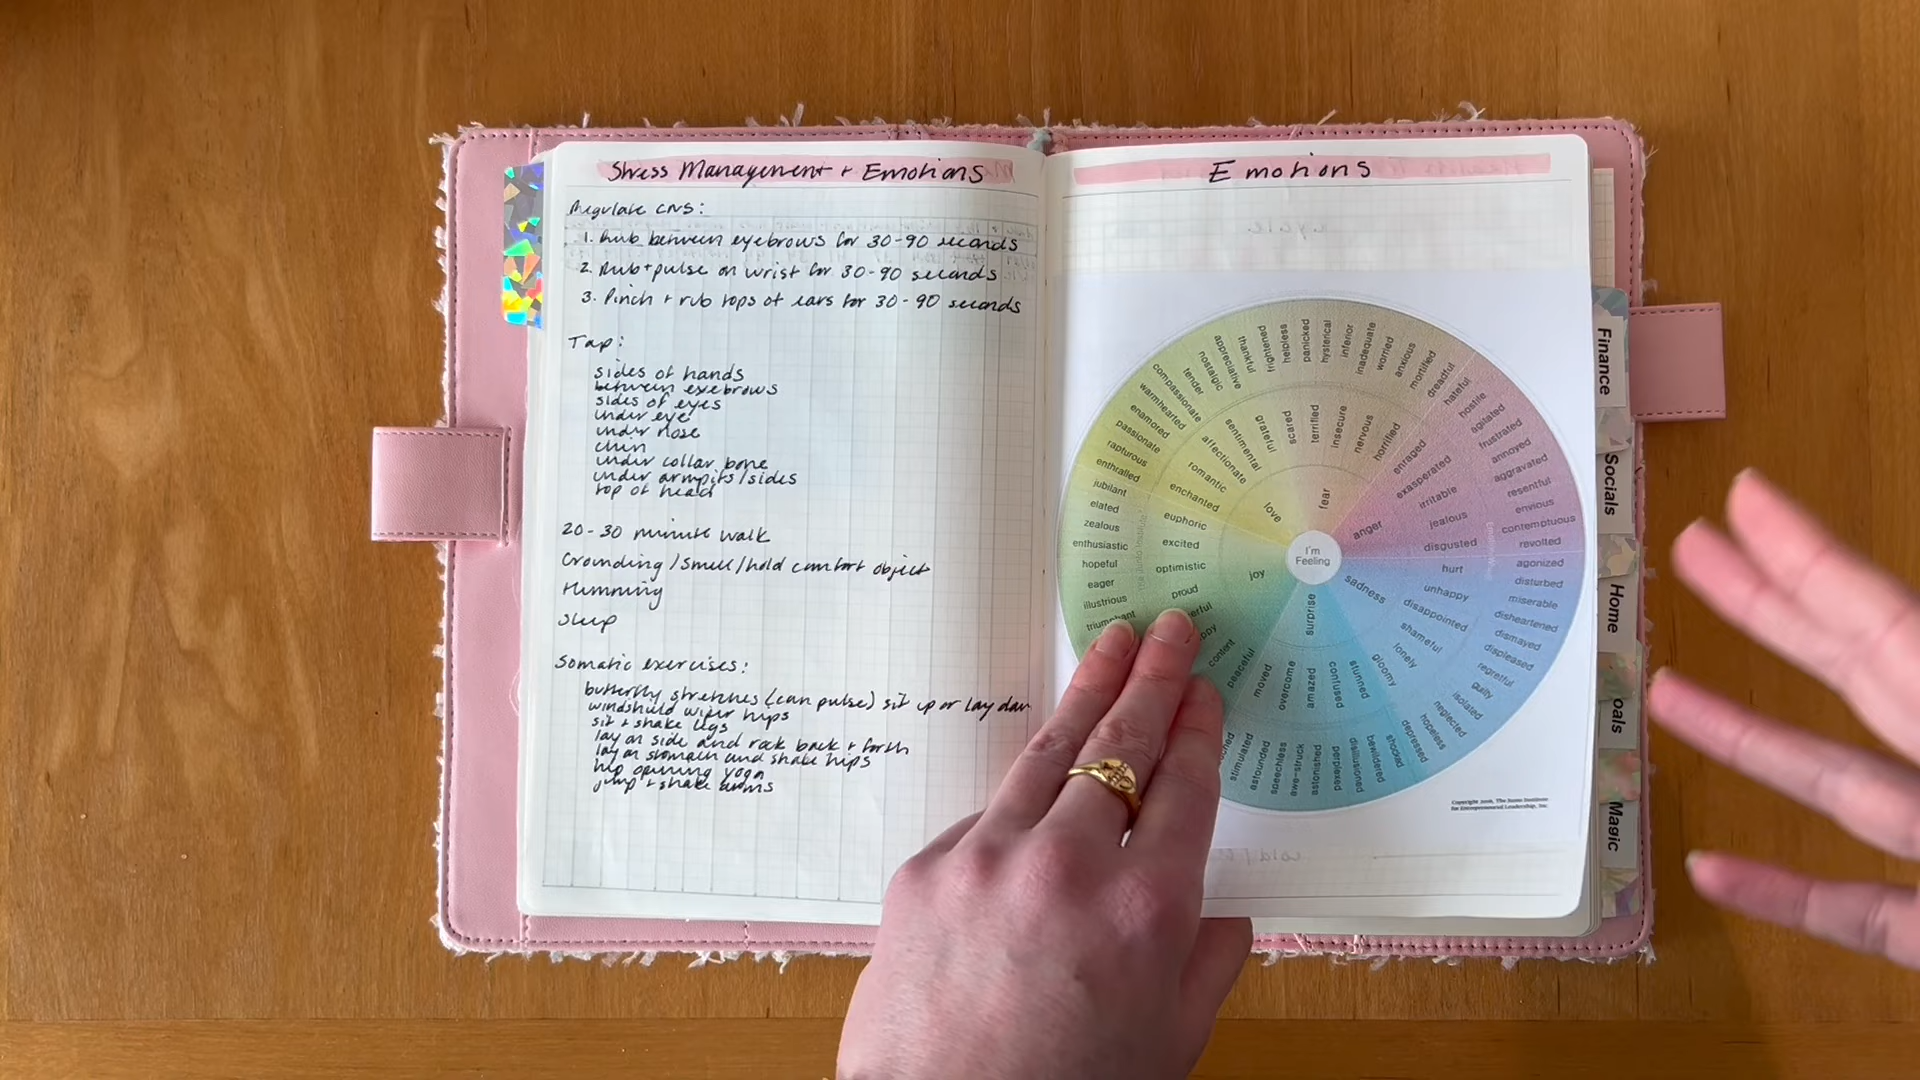 Stress Management + Emotions
Regulate CNS:
1. Rub between eyebrows for 30-90 seconds
2. Rub + pulse on wrist for 30-90 seconds
3. Pinch + rub tops of ears for 30-90 seconds
Tap:
sides of hands
between eyebrows
sides of eyes
under eye
under nose
chin
under collar bone
under armpits/sides
top of head
20-30 minute walk
Grounding/smell/hold comfort object
Humming
Sleep
Somatic exercises:
butterfly stretches (can pulse) sit up or lay down
windshield wiper hips
sit + shake legs
lay on side and rock back + forth
lay on stomach and shake hips
hip opening yoga
jump + shake arms
Emotions
I'm
Feeling
fear
anger
sadness
surprise
joy
love
scared
terrified
insecure
nervous
horrified
enraged
exasperated
irritable
jealous
disgusted
hurt
unhappy
disappointed
shameful
lonely
gloomy
stunned
confused
amazed
overcome
moved
peaceful
content
proud
optimistic
excited
euphoric
enchanted
romantic
affectionate
sentimental
grateful
frightened
helpless
panicked
hysterical
inferior
inadequate
worried
anxious
mortified
dreadful
hateful
hostile
agitated
frustrated
annoyed
aggravated
resentful
envious
contemptuous
revolted
agonized
disturbed
miserable
disheartened
dismayed
displeased
regretful
guilty
isolated
neglected
hopeless
depressed
shocked
bewildered
disillusioned
perplexed
astonished
awe-struck
speechless
astounded
stimulated
triumphant
illustrious
eager
hopeful
enthusiastic
zealous
elated
jubilant
enthralled
rapturous
passionate
enamored
warmhearted
compassionate
tender
nostalgic
appreciative
thankful
Copyright 2016, The Junto Institute
for Entrepreneurial Leadership, Inc.
Finance
Socials
Home
oals
Magic